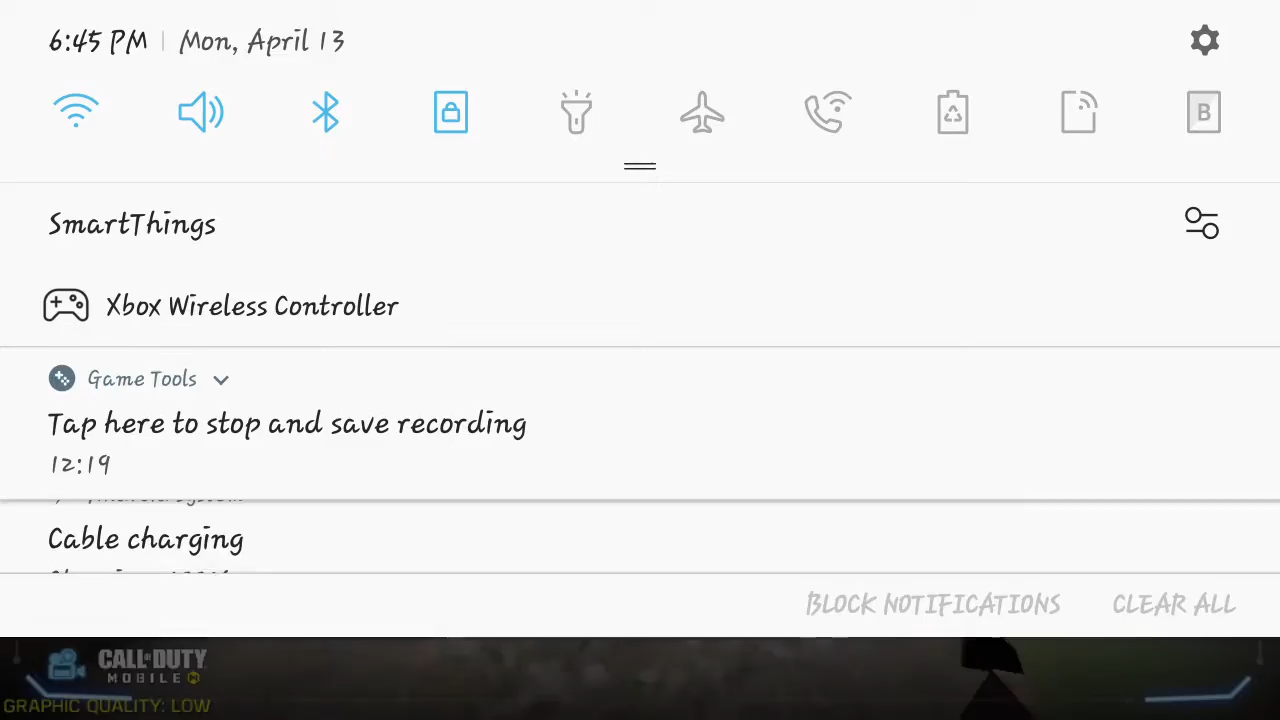 6:45 PM | Mon, April 13
B
SmartThings
Xbox Wireless Controller
Game Tools
Tap here to stop and save recording
12:19
Cable charging
BLOCK NOTIFICATIONS CLEAR ALL
CALL OF DUTY
MOBILE
GRAPHIC QUALITY: LOW